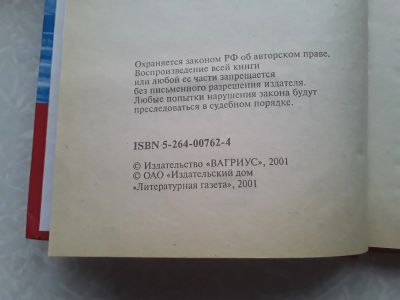 Охраняется законом РФ об авторском праве.
Воспроизведение всей книги
или любой ее части запрещается
без письменного разрешения издателя.
Любые попытки нарушения закона будут
преследоваться в судебном порядке.
ISBN 5-264-00762-4
© Издательство «ВАГРИУС», 2001
© ОАО «Издательский дом
«Литературная газета», 2001